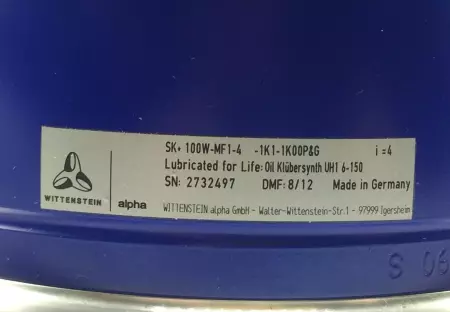 SK+ 100W-MF1-4 -1K1-1K00P&G i=4
Lubricated for Life: Oil Klübersynth UH1 6-150
SN: 2732497 DMF: 8/12 Made in Germany
WITTENSTEIN alpha WITTENSTEIN alpha GmbH - Walter-Wittenstein-Str.1 - 97999 Igersheim
S 06